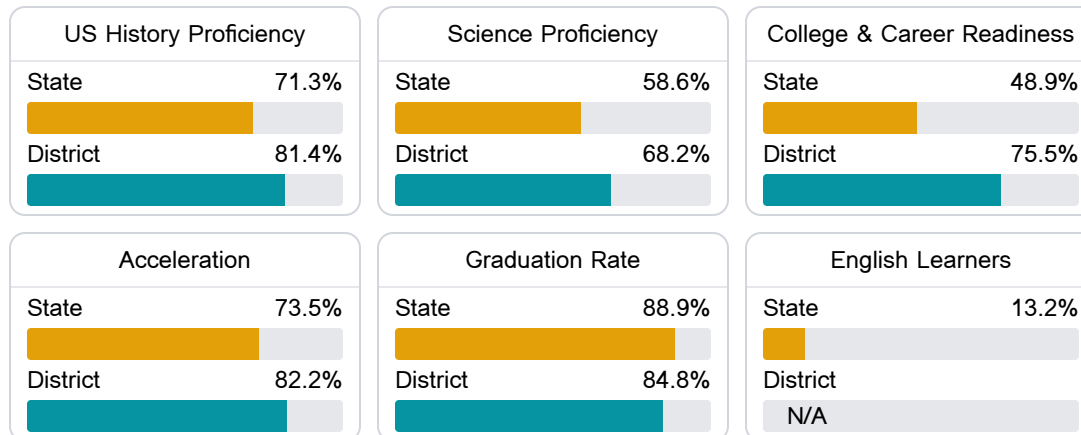 US History Proficiency
State 71.3%
District 81.4%
Science Proficiency
State 58.6%
District 68.2%
College & Career Readiness
State 48.9%
District 75.5%
Acceleration
State 73.5%
District 82.2%
Graduation Rate
State 88.9%
District 84.8%
English Learners
State 13.2%
District
N/A